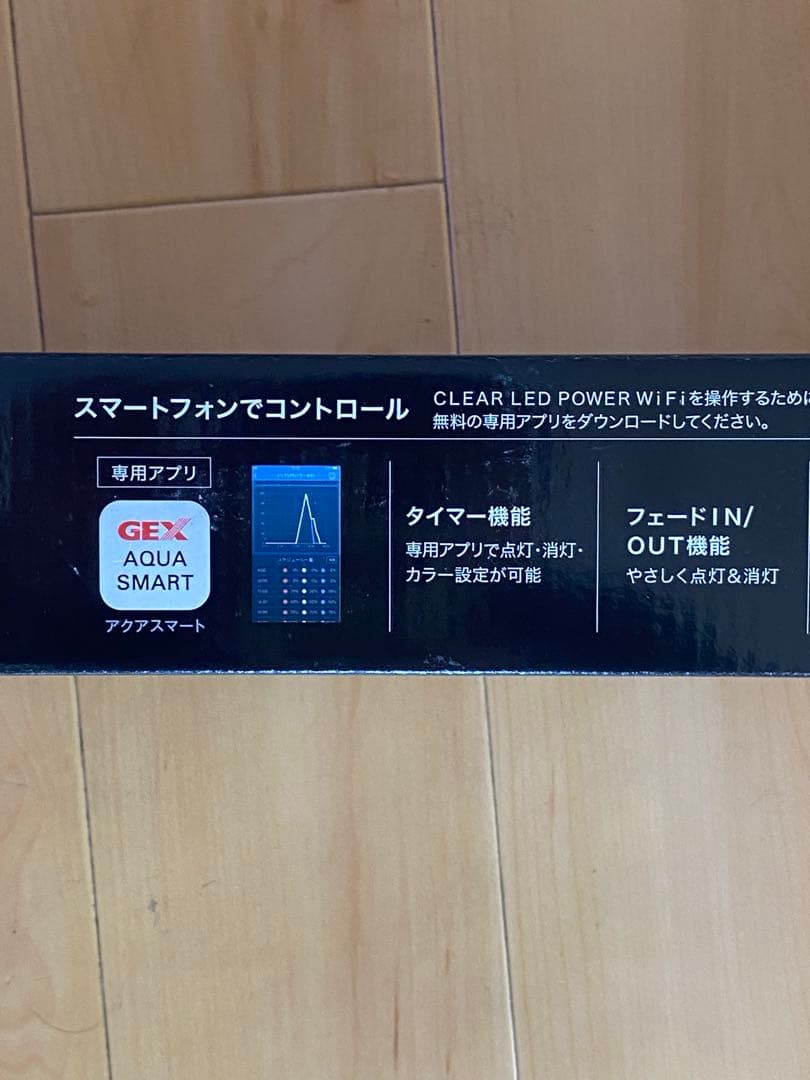 スマートフォンでコントロール
CLEAR LED POWER WiFiを操作するために
無料の専用アプリをダウンロードしてください。
専用アプリ
GEX
AQUA
SMART
アクアスマート
タイマー機能
専用アプリで点灯・消灯・
カラー設定が可能
フェードIN/
OUT機能
やさしく点灯&消灯